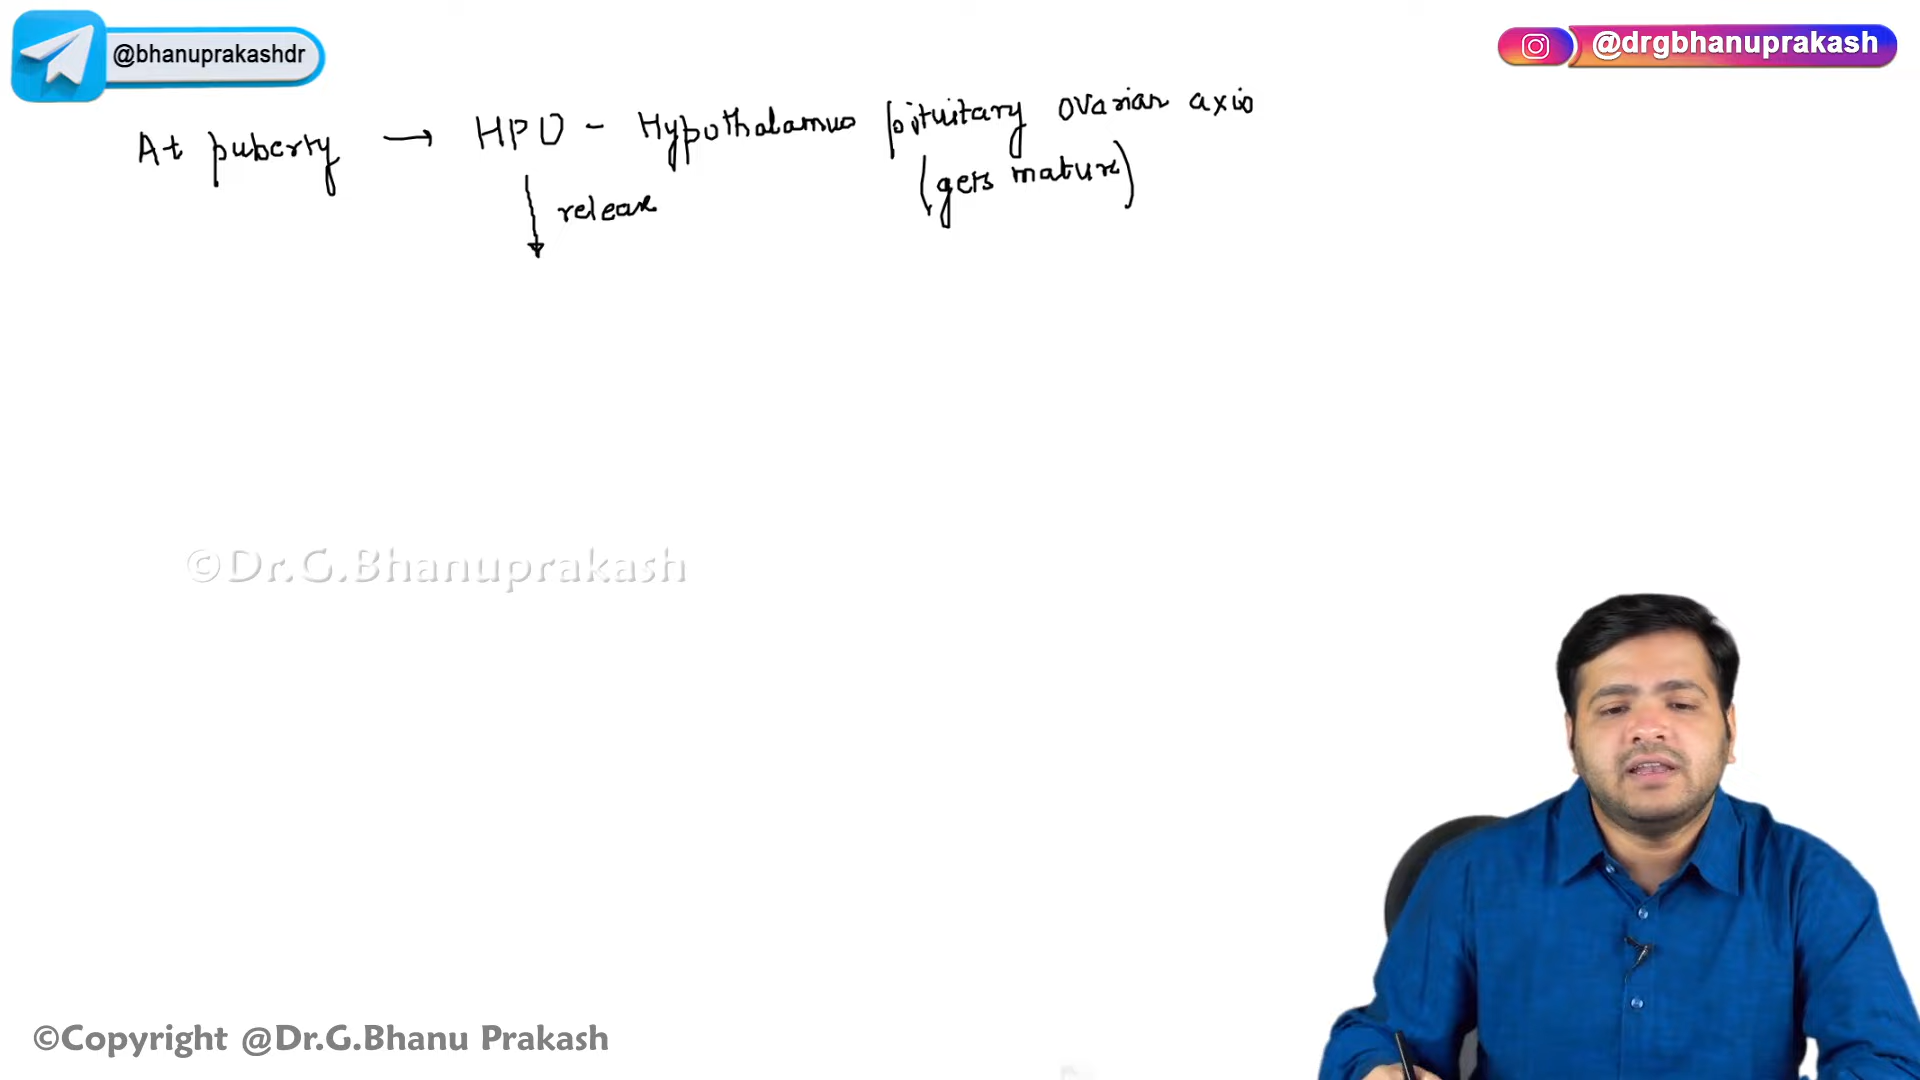 @bhanuprakashdr
@drgbhanuprakash
At puberty → HPO - Hypothalamus pituitary ovarian axis
(gets mature)
release
©Dr.G.Bhanuprakash
©Copyright @Dr.G.Bhanu Prakash